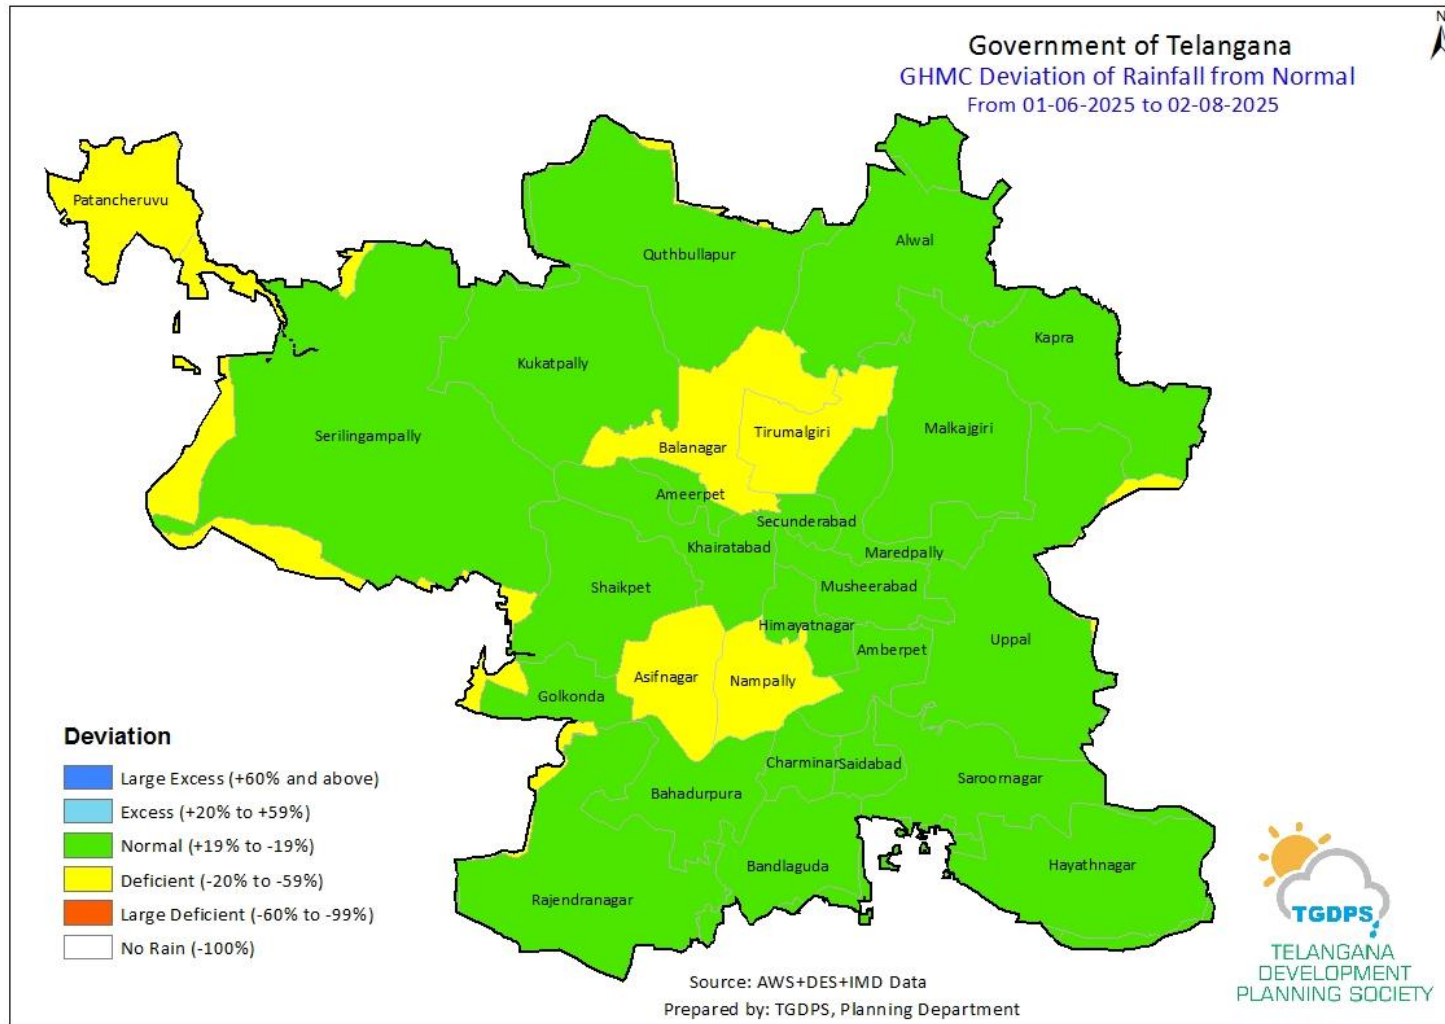 N
Government of Telangana
GHMC Deviation of Rainfall from Normal
From 01-06-2025 to 02-08-2025
Patancheruvu
Quthbullapur
Alwal
Kapra
Kukatpally
Serilingampally
Balanagar
Tirumalgiri
Malkajgiri
Ameerpet
Secunderabad
Khairatabad
Maredpally
Shaikpet
Musheerabad
Himayatnagar
Amberpet
Uppal
Asifnagar
Nampally
Golkonda
Charminar
Saidabad
Saroornagar
Bahadurpura
Bandlaguda
Hayathnagar
Rajendranagar
Deviation
Large Excess (+60% and above)
Excess (+20% to +59%)
Normal (+19% to -19%)
Deficient (-20% to -59%)
Large Deficient (-60% to -99%)
No Rain (-100%)
Source: AWS+DES+IMD Data
Prepared by: TGDPS, Planning Department
TGDPS
TELANGANA
DEVELOPMENT
PLANNING SOCIETY